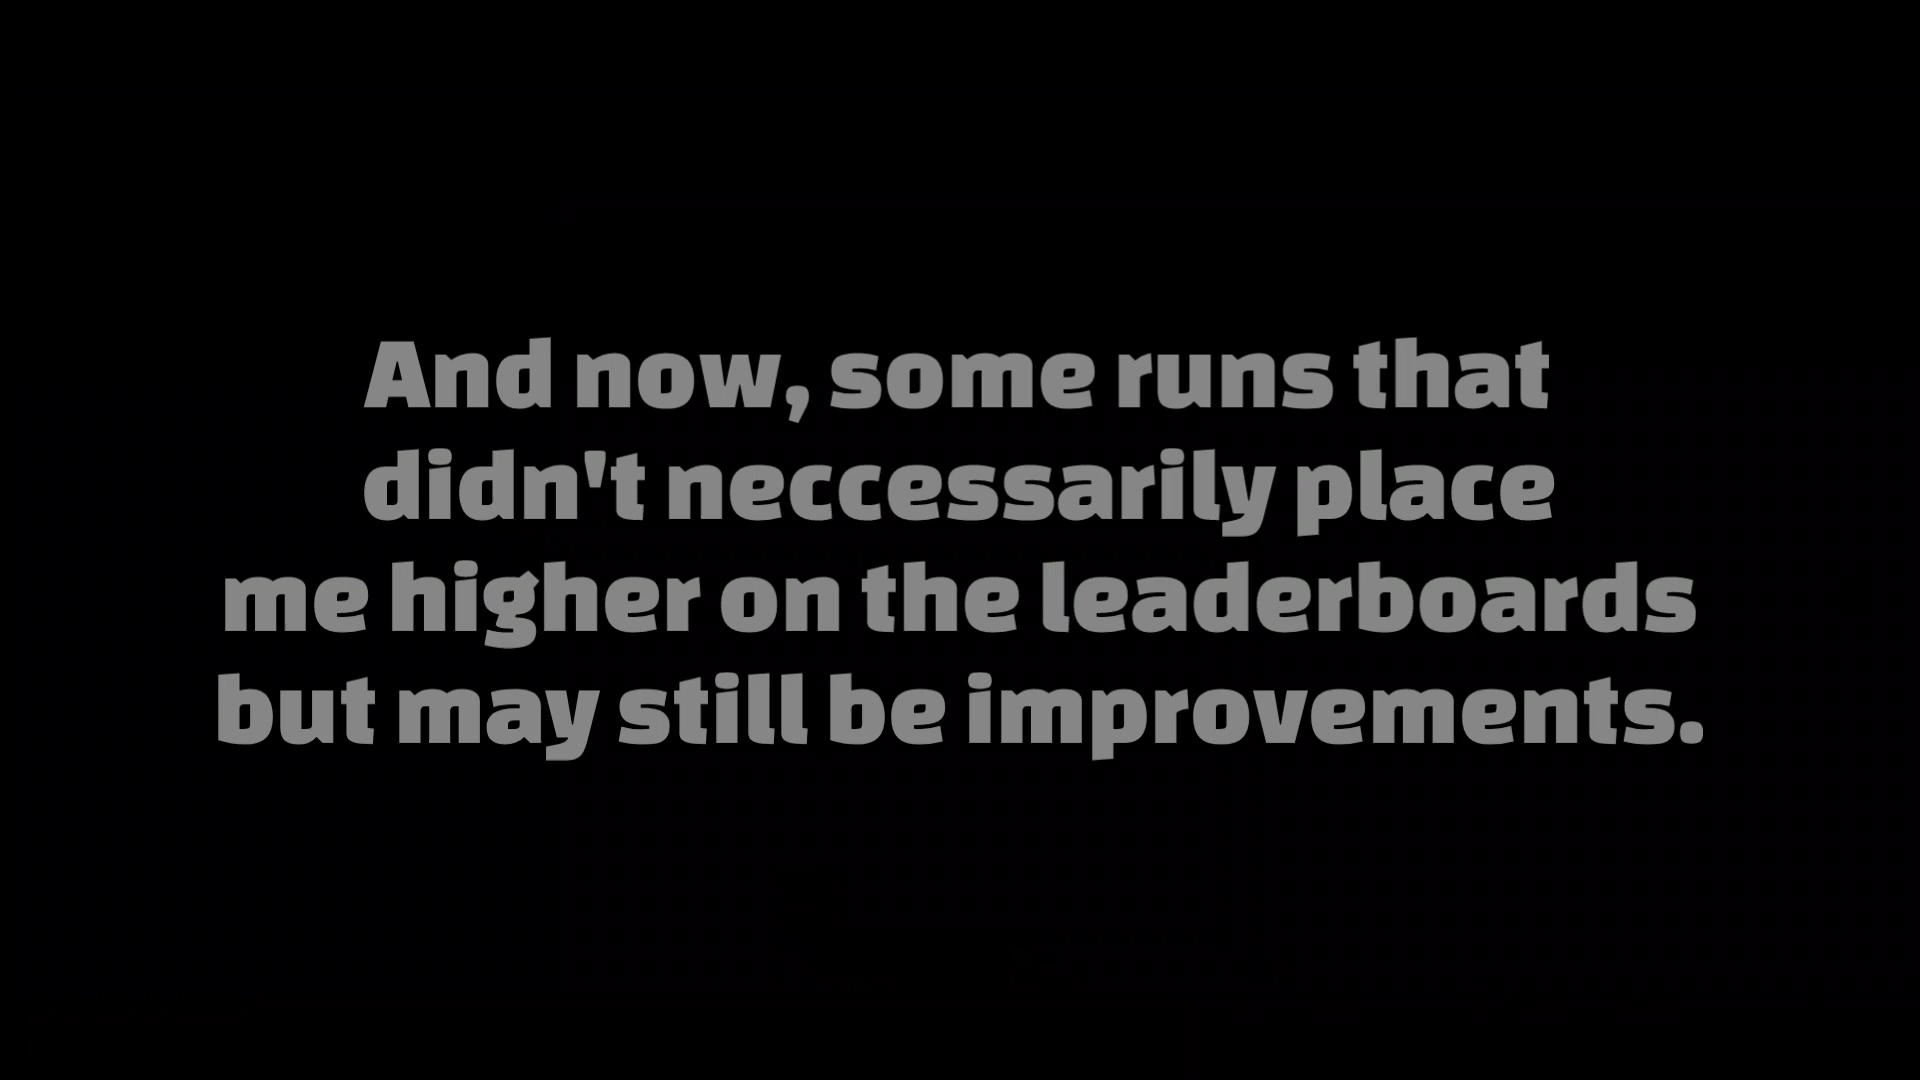 And now, some runs that
didn't neccessarily place
me higher on the leaderboards
but may still be improvements.